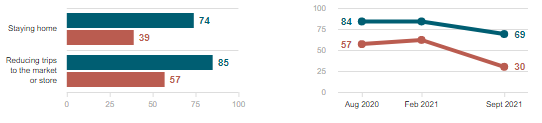 Staying home
74
39
Reducing trips
to the market
or store
85
57
0 25 50 75 100
100
75
50
25
0
84
57
69
30
Aug 2020 Feb 2021 Sept 2021